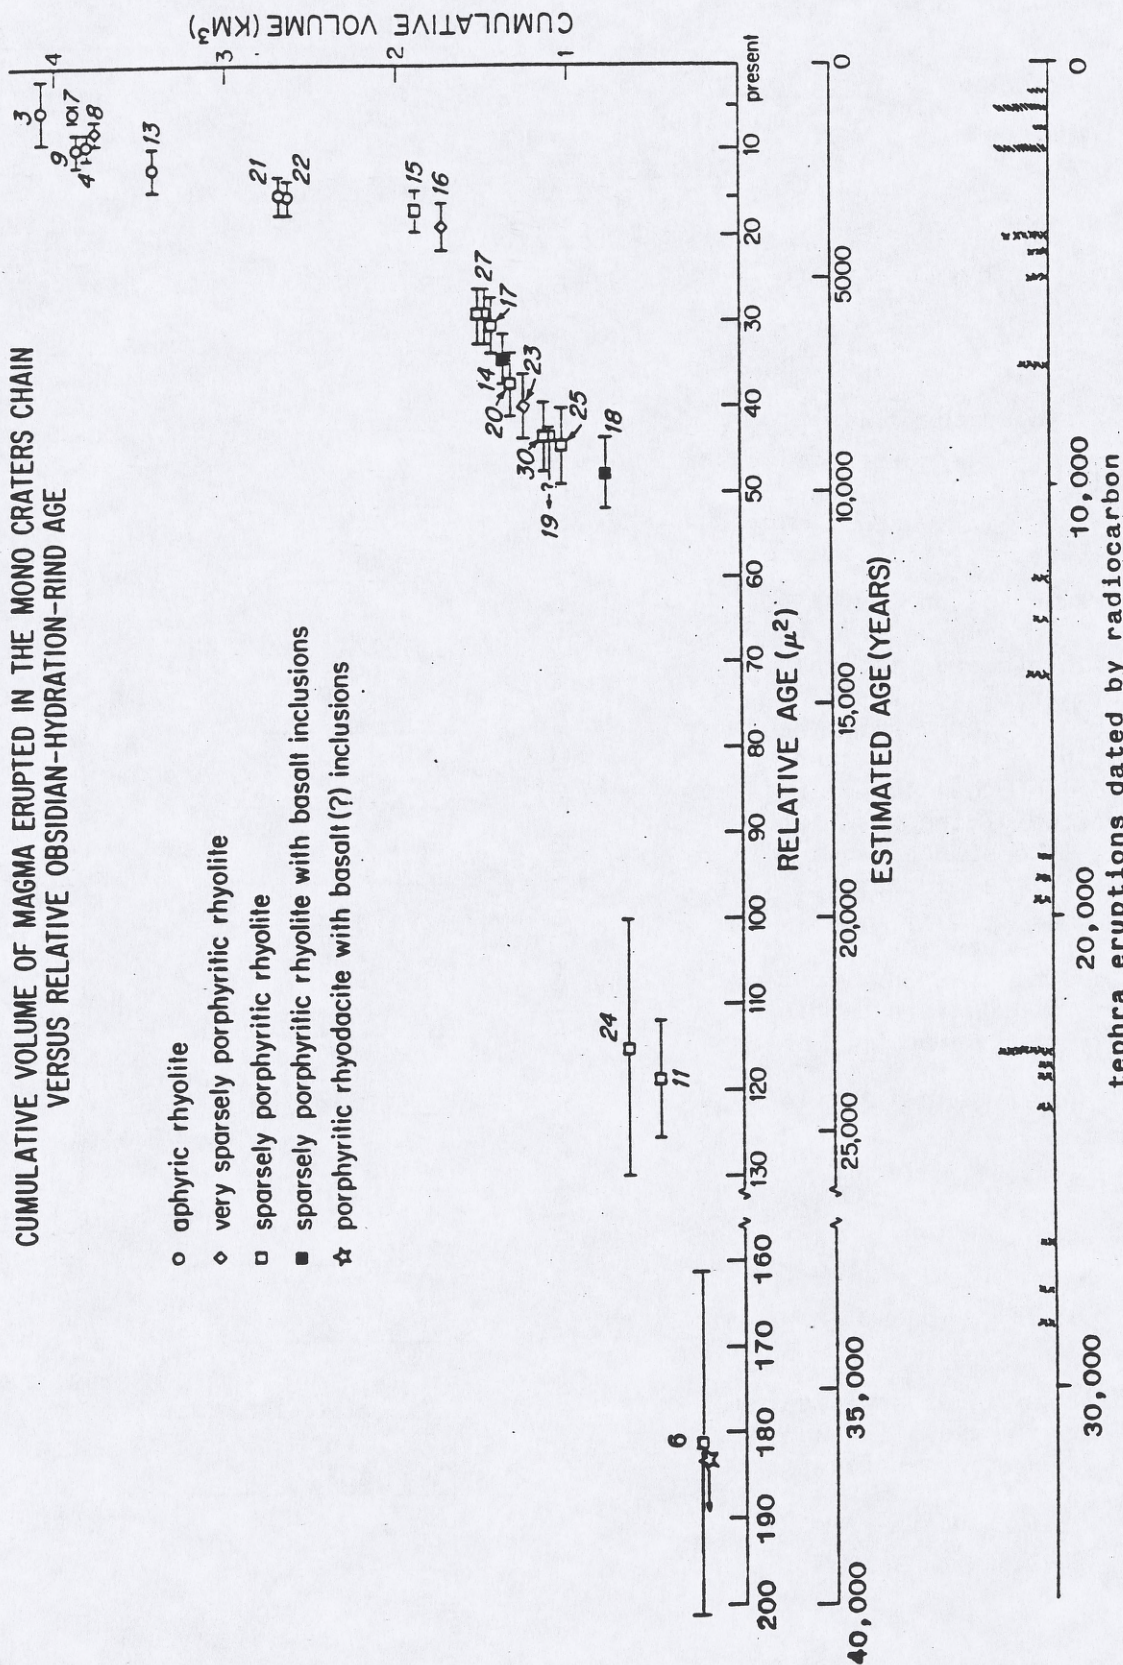 CUMULATIVE VOLUME OF MAGMA ERUPTED IN THE MONO CRATERS CHAIN
VERSUS RELATIVE OBSIDIAN-HYDRATION-RIND AGE
○ aphyric rhyolite
◇ very sparsely porphyritic rhyolite
□ sparsely porphyritic rhyolite
■ sparsely porphyritic rhyolite with basalt inclusions
☆ porphyritic rhyodacite with basalt(?) inclusions
6
24
11
19 ←?
30
25
18
20
14
23
17
27
15
16
21
22
13
4
9
10
7
8
3
4
3
2
1
CUMULATIVE VOLUME (KM³)
200 190 180 170 160 130 120 110 100 90 80 70 60 50 40 30 20 10 present
RELATIVE AGE (μ²)
40,000 35,000 25,000 20,000 15,000 10,000 5000 0
ESTIMATED AGE (YEARS)
30,000 20,000 10,000 0
tephra eruptions dated by radiocarbon